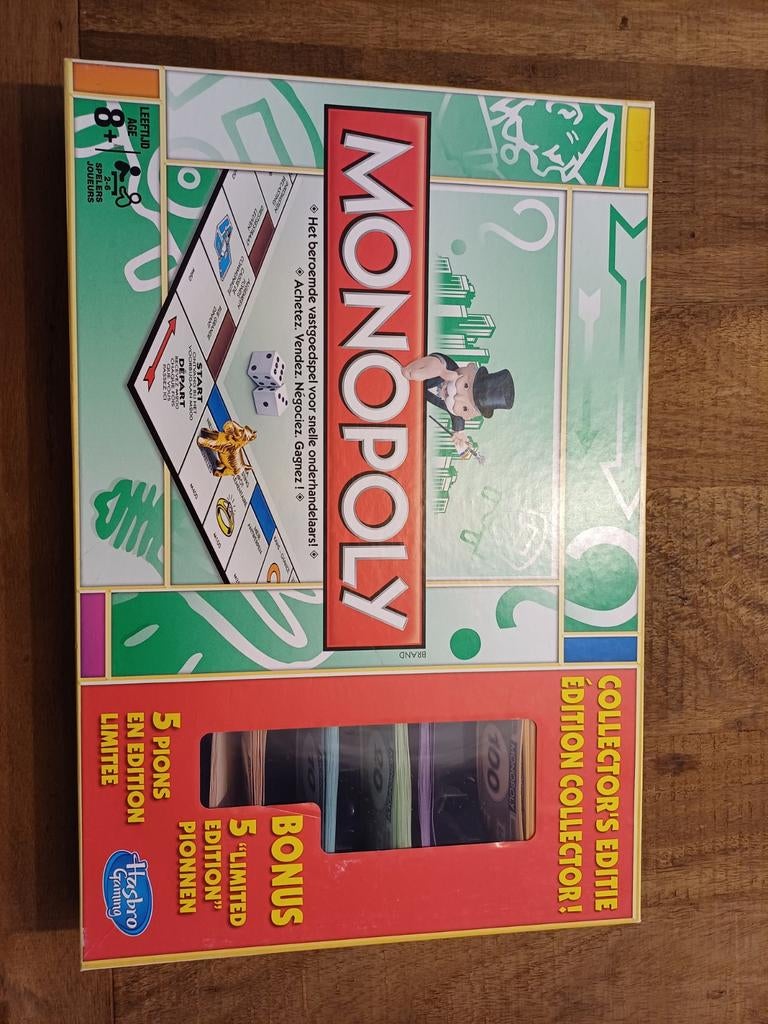 LEEFTIJD
AGE
8+
2-6
SPELERS
JOUEURS
MONOPOLY
BRAND
Het beroemde vastgoedspel voor snelle onderhandelaars!
Achetez. Vendez. Négociez. Gagnez !
START
DÉPART
COLLECTOR'S EDITIE
ÉDITION COLLECTOR !
100
MONOPOLY
BONUS
5 "LIMITED
EDITION"
PIONNEN
5 PIONS
EN EDITION
LIMITEE
Hasbro
Gaming